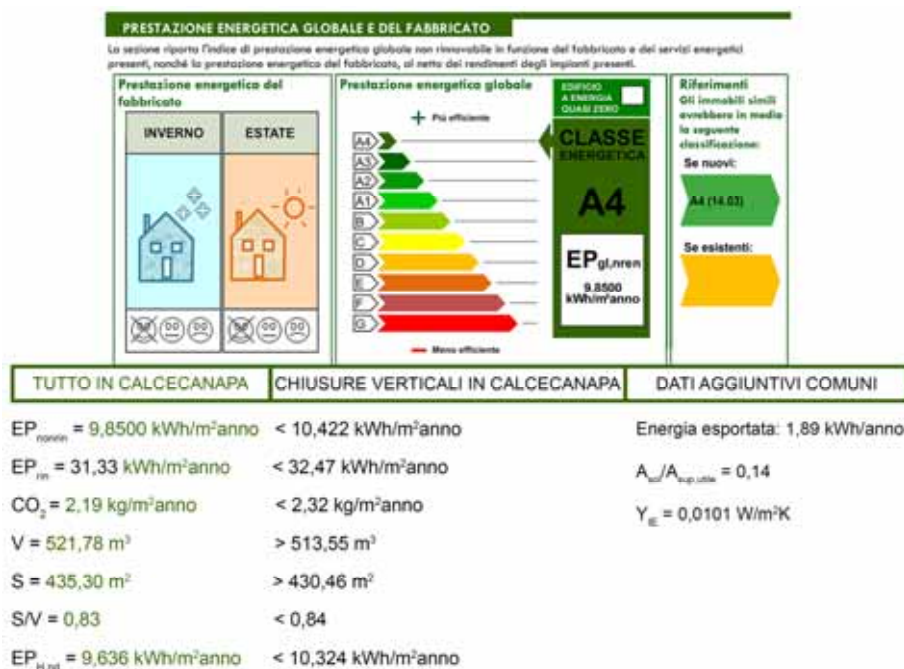 PRESTAZIONE ENERGETICA GLOBALE E DEL FABBRICATO
La sezione riporta l'indice di prestazione energetica globale non rinnovabile in funzione del fabbricato e dei servizi energetici
presenti, nonché la prestazione energetica del fabbricato, al netto dei rendimenti degli impianti presenti.
Prestazione energetica del
fabbricato
INVERNO ESTATE
Prestazione energetica globale
+ Più efficiente
A4
A3
A2
A1
B
C
D
E
F
G
— Meno efficiente
EDIFICIO
A ENERGIA
QUASI ZERO
CLASSE
ENERGETICA
A4
EPgl,nren
9.8500
kWh/m²anno
Riferimenti
Gli immobili simili
avrebbero in media
la seguente
classificazione:
Se nuovi:
A4 (14.03)
Se esistenti:
TUTTO IN CALCECANAPA CHIUSURE VERTICALI IN CALCECANAPA DATI AGGIUNTIVI COMUNI
EPnonrin = 9,8500 kWh/m²anno < 10,422 kWh/m²anno Energia esportata: 1,89 kWh/anno
EPrin = 31,33 kWh/m²anno < 32,47 kWh/m²anno Asol/Asup,utile = 0,14
CO₂ = 2,19 kg/m²anno < 2,32 kg/m²anno YIE = 0,0101 W/m²K
V = 521,78 m³ > 513,55 m³
S = 435,30 m² > 430,46 m²
S/V = 0,83 < 0,84
EPH,nd = 9,636 kWh/m²anno < 10,324 kWh/m²anno